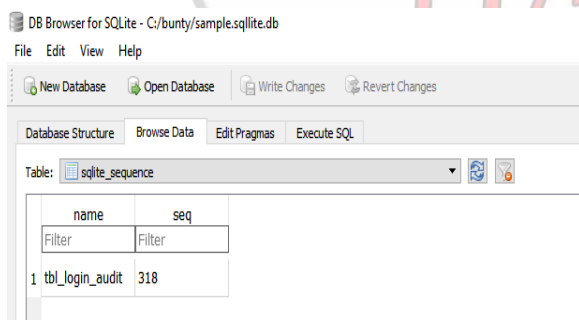 DB Browser for SQLite - C:/bunty/sample.sqllite.db
File Edit View Help
New Database Open Database Write Changes Revert Changes
Database Structure Browse Data Edit Pragmas Execute SQL
Table: sqlite_sequence
name seq
Filter Filter
1 tbl_login_audit 318